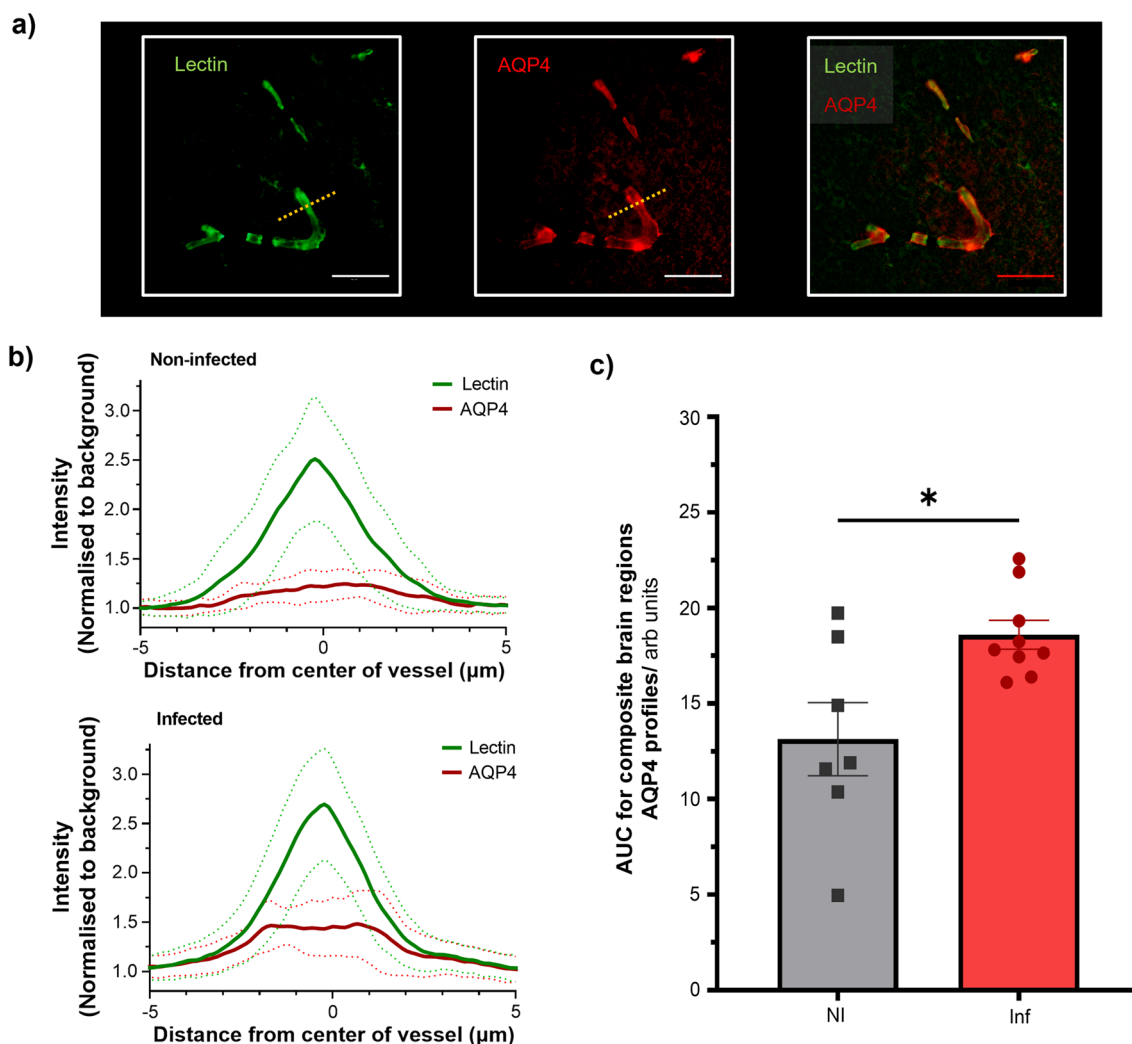 a)
Lectin
AQP4
Lectin
AQP4
b)
Non-infected
Lectin
AQP4
Intensity
(Normalised to background)
3.0
2.5
2.0
1.5
1.0
-5
0
5
Distance from center of vessel (µm)
Infected
Lectin
AQP4
Intensity
(Normalised to background)
3.0
2.5
2.0
1.5
1.0
-5
0
5
Distance from center of vessel (µm)
c)
AUC for composite brain regions
AQP4 profiles/ arb units
30
25
20
15
10
5
0
*
NI
Inf